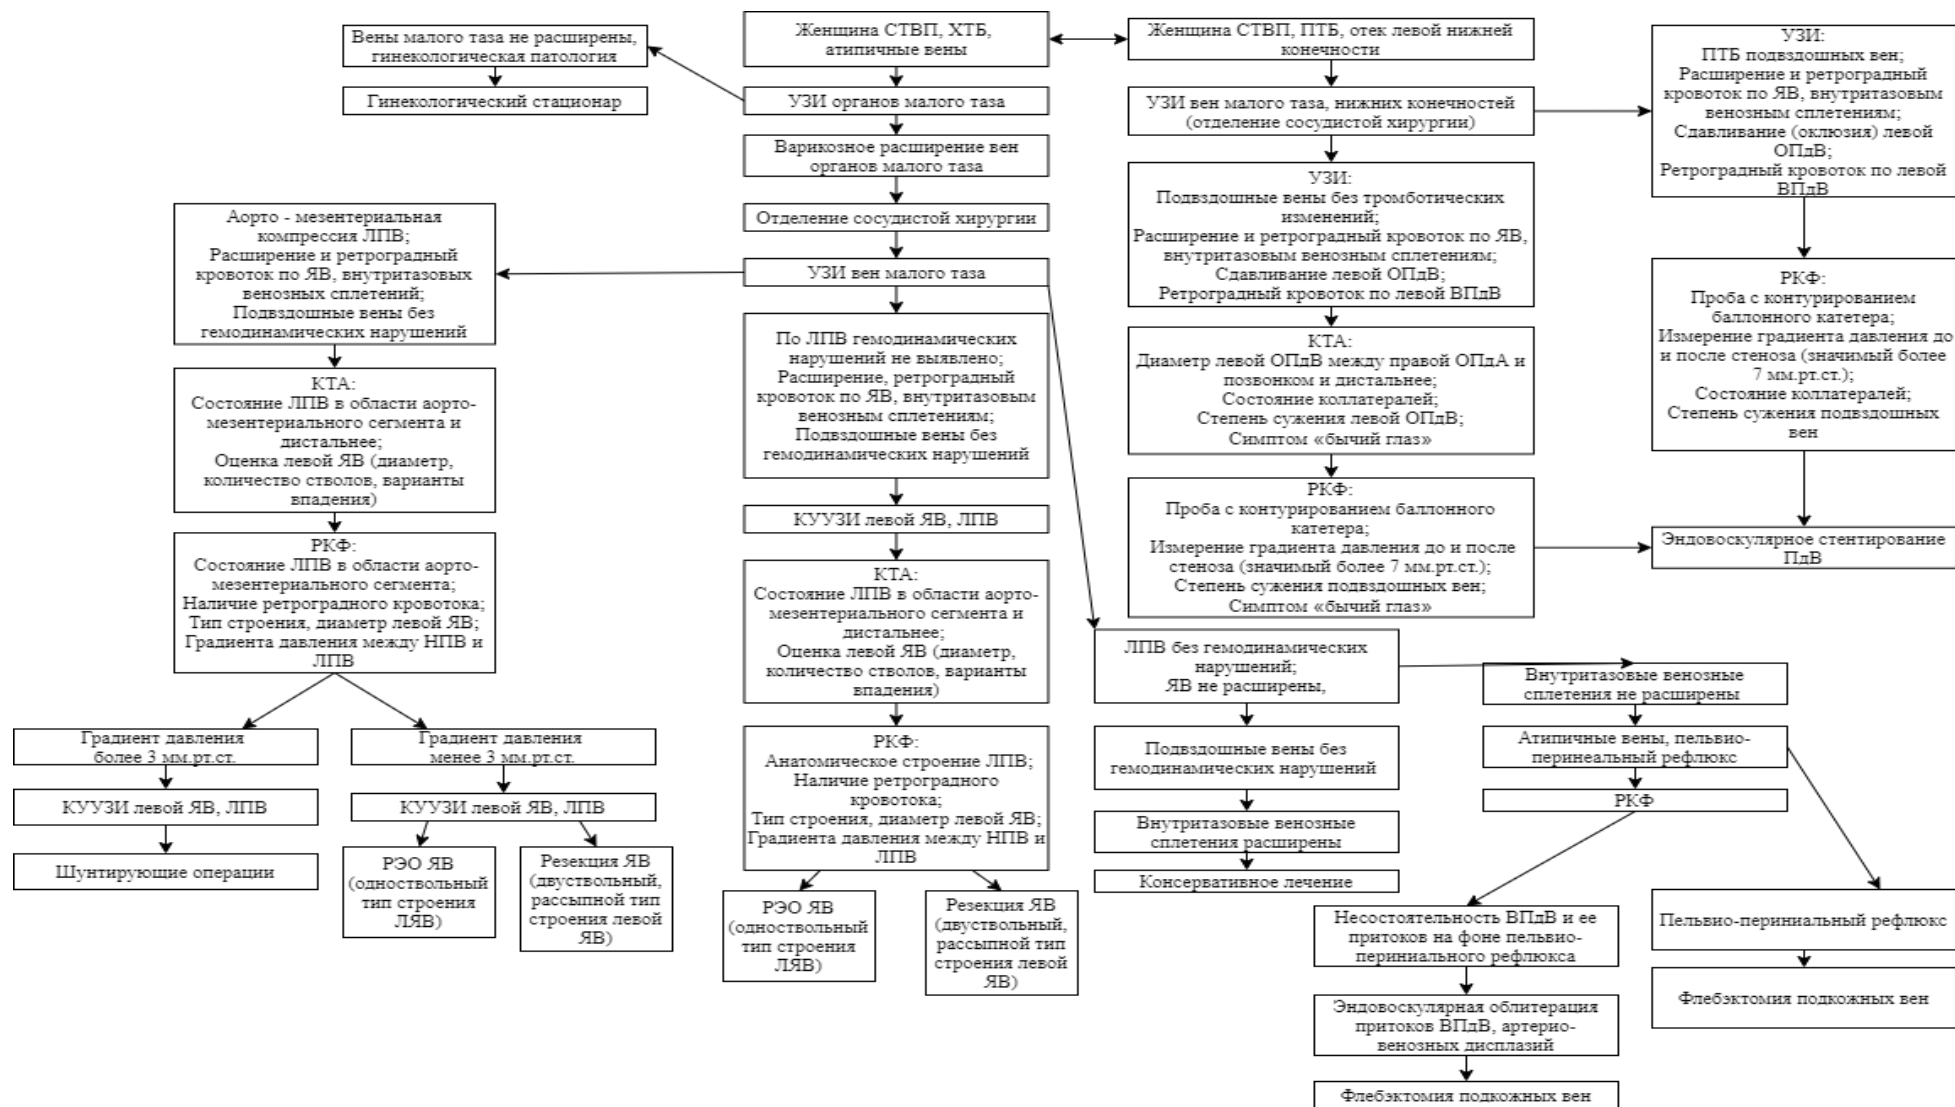 Вены малого таза не расширены,
гинекологическая патология
Гинекологический стационар
Женщина СТВП, ХТБ,
атипичные вены
УЗИ органов малого таза
Варикозное расширение вен
органов малого таза
Отделение сосудистой хирургии
УЗИ вен малого таза
Женщина СТВП, ПТБ, отек левой нижней
конечности
УЗИ вен малого таза, нижних конечностей
(отделение сосудистой хирургии)
УЗИ:
ПТБ подвздошных вен;
Расширение и ретроградный
кровоток по ЯВ, внутритазовым
венозным сплетениям;
Сдавливание (оклюзия) левой
ОПдВ;
Ретроградный кровоток по левой
ВПдВ
РКФ:
Проба с контурированием
баллонного катетера;
Измерение градиента давления до
и после стеноза (значимый более
7 мм.рт.ст.);
Состояние коллатералей;
Степень сужения подвздошных
вен
Эндовоскулярное стентирование
ПдВ
УЗИ:
Подвздошные вены без тромботических
изменений;
Расширение и ретроградный кровоток по ЯВ,
внутритазовым венозным сплетениям;
Сдавливание левой ОПдВ;
Ретроградный кровоток по левой ВПдВ
КТА:
Диаметр левой ОПдВ между правой ОПдА и
позвонком и дистальнее;
Состояние коллатералей;
Степень сужения левой ОПдВ;
Симптом «бычий глаз»
РКФ:
Проба с контурированием баллонного
катетера;
Измерение градиента давления до и после
стеноза (значимый более 7 мм.рт.ст.);
Степень сужения подвздошных вен;
Симптом «бычий глаз»
Аорто - мезентериальная
компрессия ЛПВ;
Расширение и ретроградный
кровоток по ЯВ, внутритазовых
венозных сплетений;
Подвздошные вены без
гемодинамических нарушений
КТА:
Состояние ЛПВ в области аорто-
мезентериального сегмента и
дистальнее;
Оценка левой ЯВ (диаметр,
количество стволов, варианты
впадения)
РКФ:
Состояние ЛПВ в области аорто-
мезентериального сегмента;
Наличие ретроградного кровотока;
Тип строения, диаметр левой ЯВ;
Градиента давления между НПВ и
ЛПВ
Градиент давления
более 3 мм.рт.ст.
КУУЗИ левой ЯВ, ЛПВ
Шунтирующие операции
Градиент давления
менее 3 мм.рт.ст.
КУУЗИ левой ЯВ, ЛПВ
РЭО ЯВ
(одноствольный
тип строения
ЛЯВ)
Резекция ЯВ
(двуствольный,
рассыпной тип
строения левой
ЯВ)
По ЛПВ гемодинамических
нарушений не выявлено;
Расширение, ретроградный
кровоток по ЯВ, внутритазовым
венозным сплетениям;
Подвздошные вены без
гемодинамических нарушений
КУУЗИ левой ЯВ, ЛПВ
КТА:
Состояние ЛПВ в области аорто-
мезентериального сегмента и
дистальнее;
Оценка левой ЯВ (диаметр,
количество стволов, варианты
впадения)
РКФ:
Анатомическое строение ЛПВ;
Наличие ретроградного
кровотока;
Тип строения, диаметр левой ЯВ;
Градиента давления между НПВ и
ЛПВ
РЭО ЯВ
(одноствольный
тип строения
ЛЯВ)
Резекция ЯВ
(двуствольный,
рассыпной тип
строения левой
ЯВ)
ЛПВ без гемодинамических
нарушений;
ЯВ не расширены,
Подвздошные вены без
гемодинамических нарушений
Внутритазовые венозные
сплетения расширены
Консервативное лечение
Внутритазовые венозные
сплетения не расширены
Атипичные вены, пельвио-
перинеальный рефлюкс
РКФ
Несостоятельность ВПдВ и ее
притоков на фоне пельвио-
периниального рефлюкса
Эндовоскулярная облитерация
притоков ВПдВ, артерио-
венозных дисплазий
Флебэктомия подкожных вен
Пельвио-периниальный рефлюкс
Флебэктомия подкожных вен